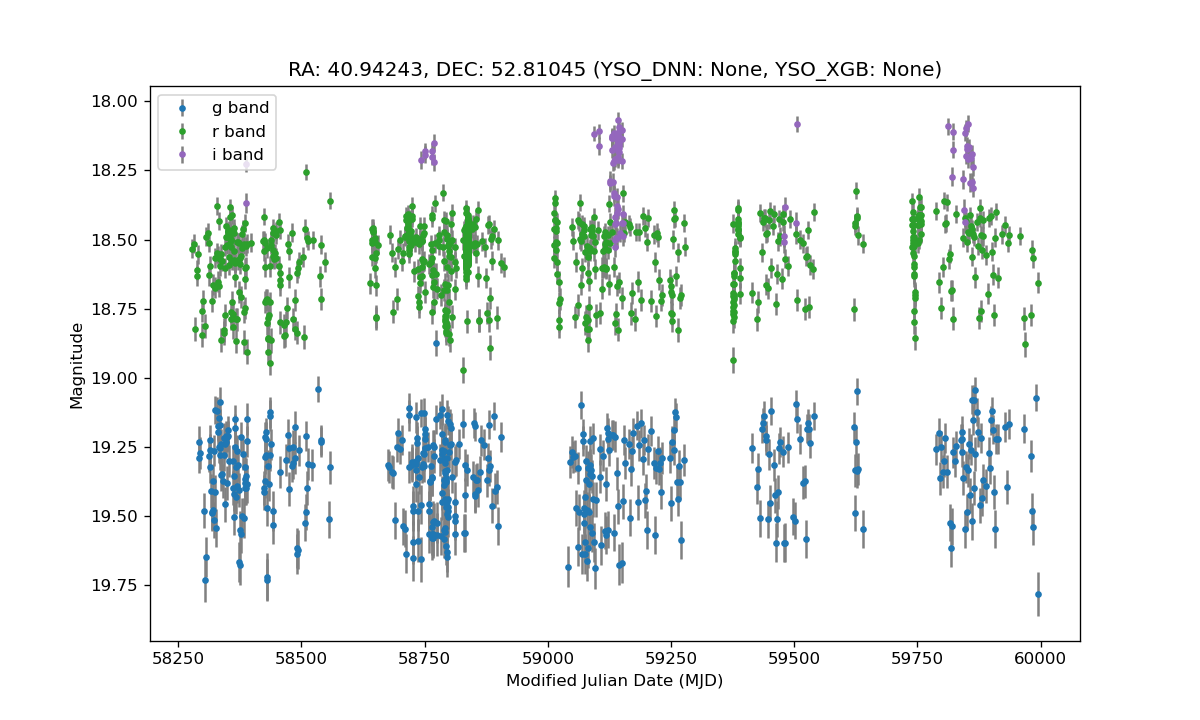 RA: 40.94243, DEC: 52.81045 (YSO_DNN: None, YSO_XGB: None)
g band
r band
i band
18.00
18.25
18.50
18.75
19.00
19.25
19.50
19.75
Magnitude
58250
58500
58750
59000
59250
59500
59750
60000
Modified Julian Date (MJD)